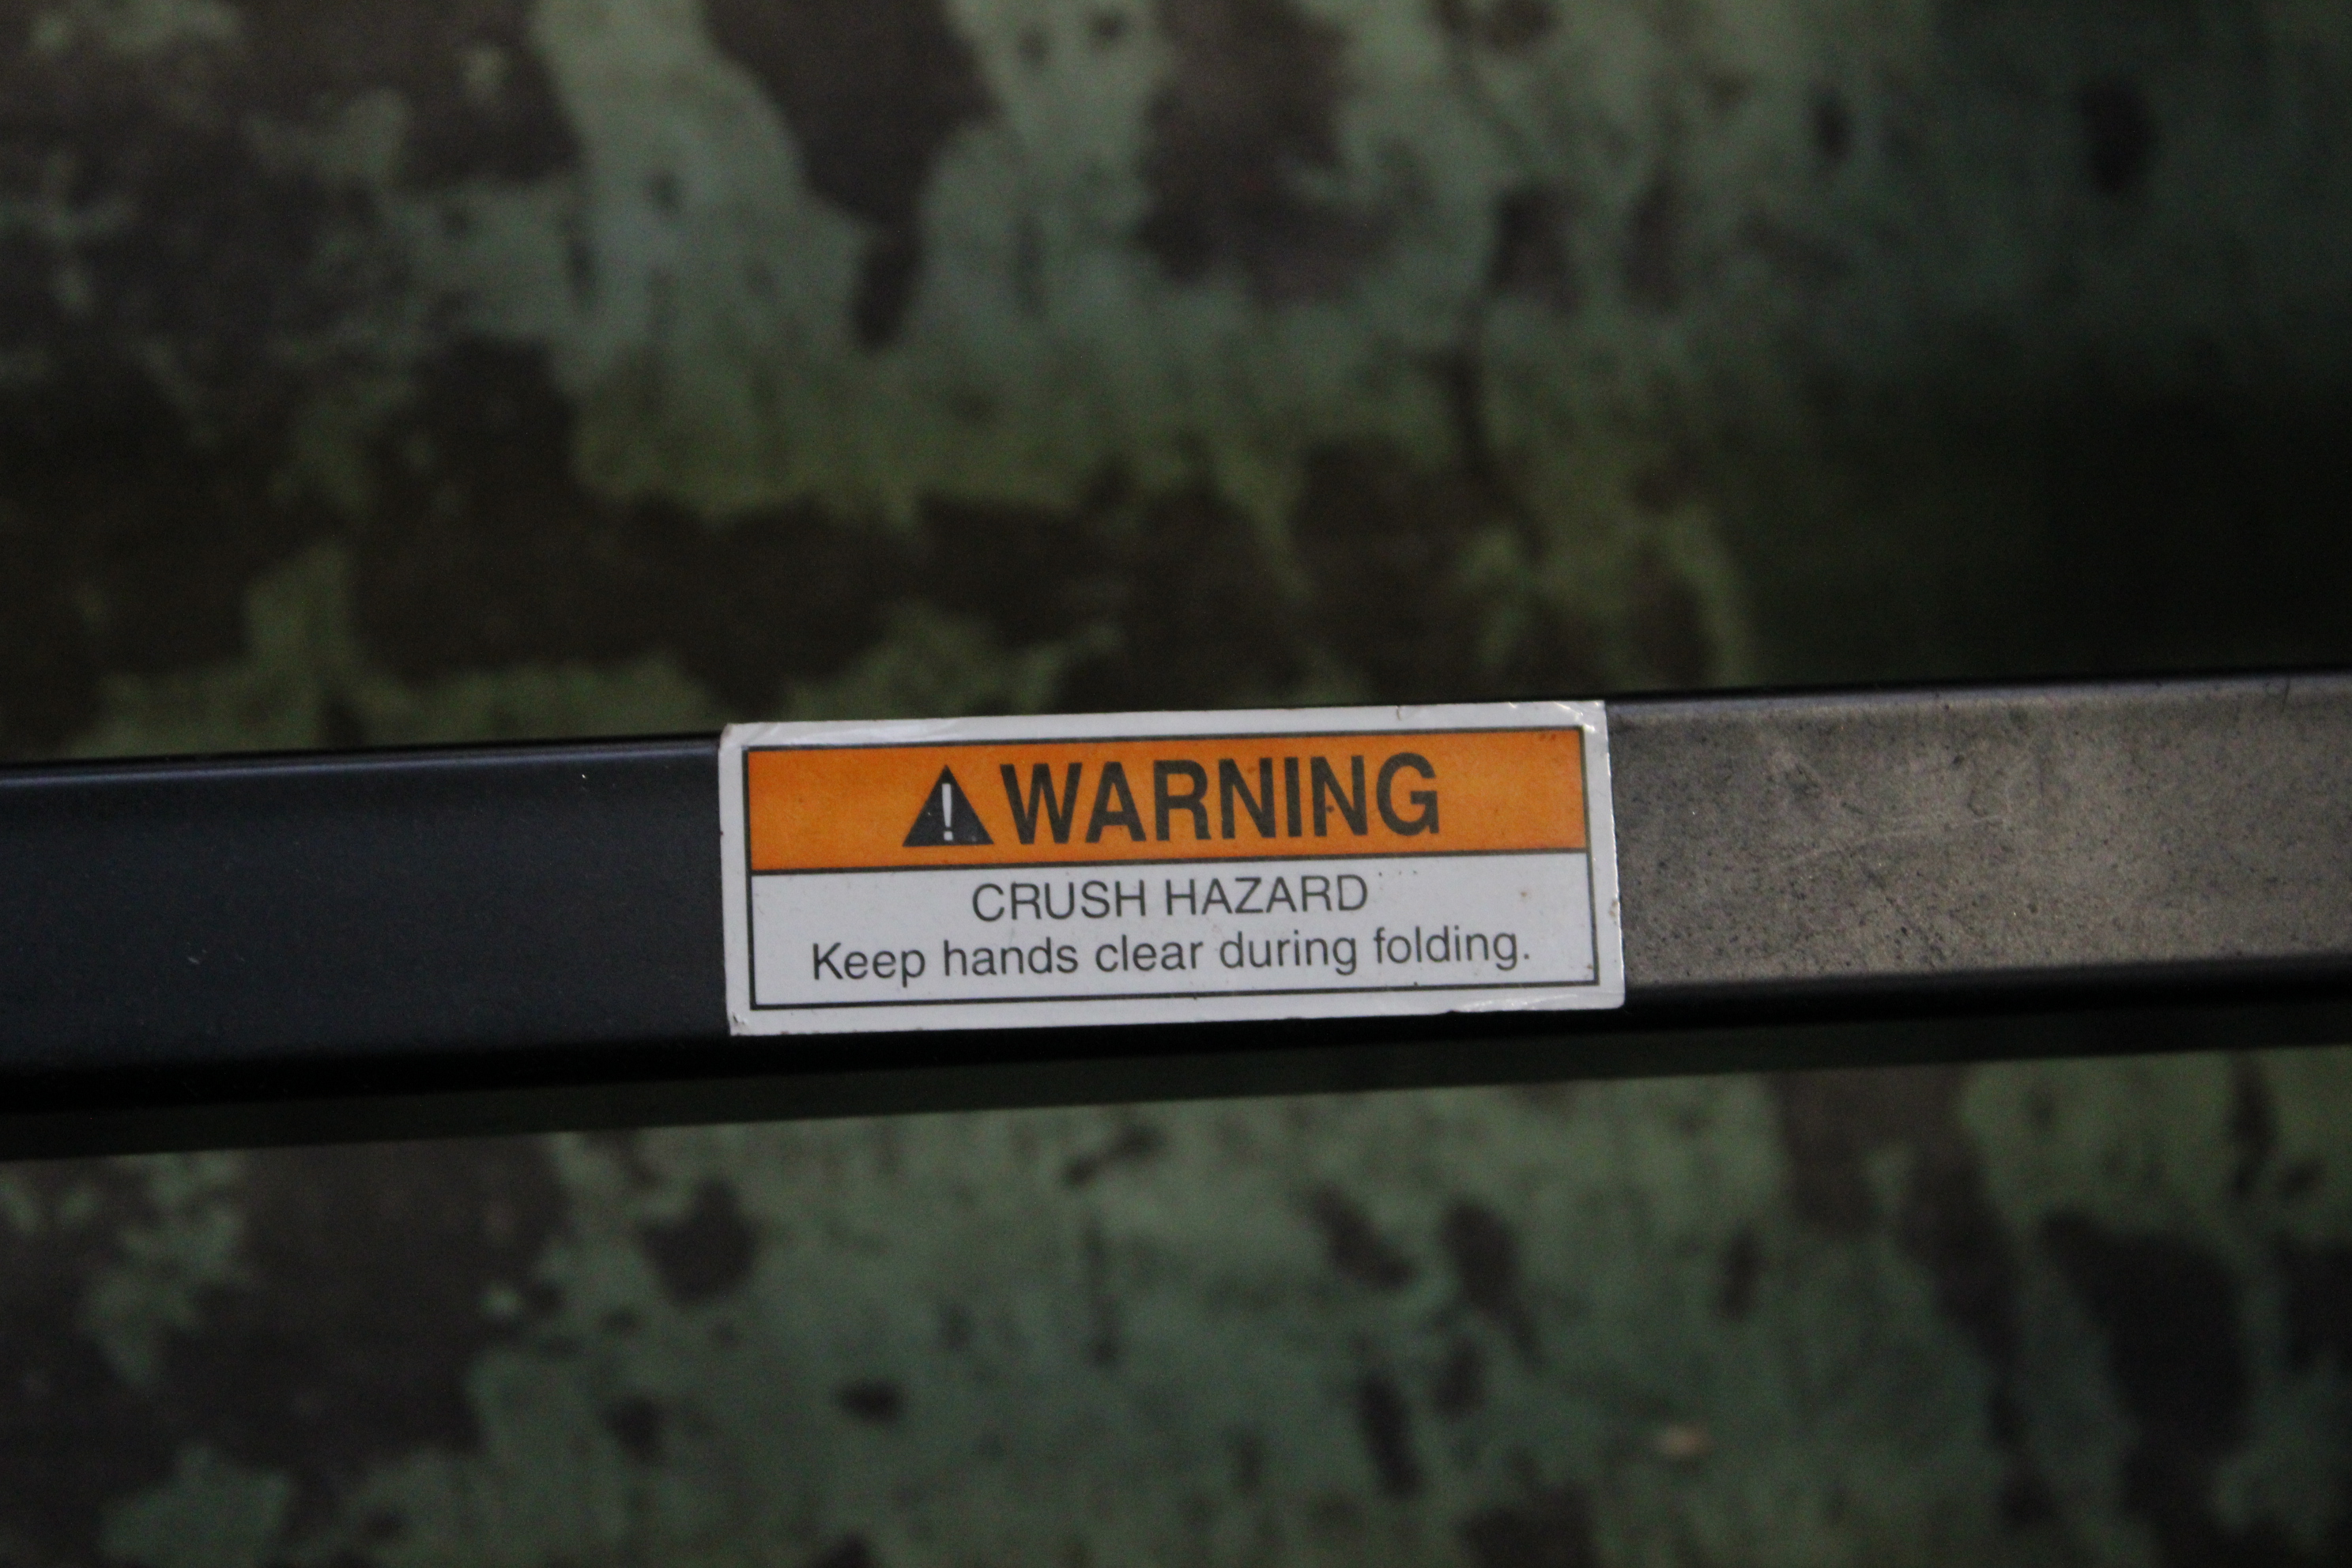 WARNING
CRUSH HAZARD
Keep hands clear during folding.